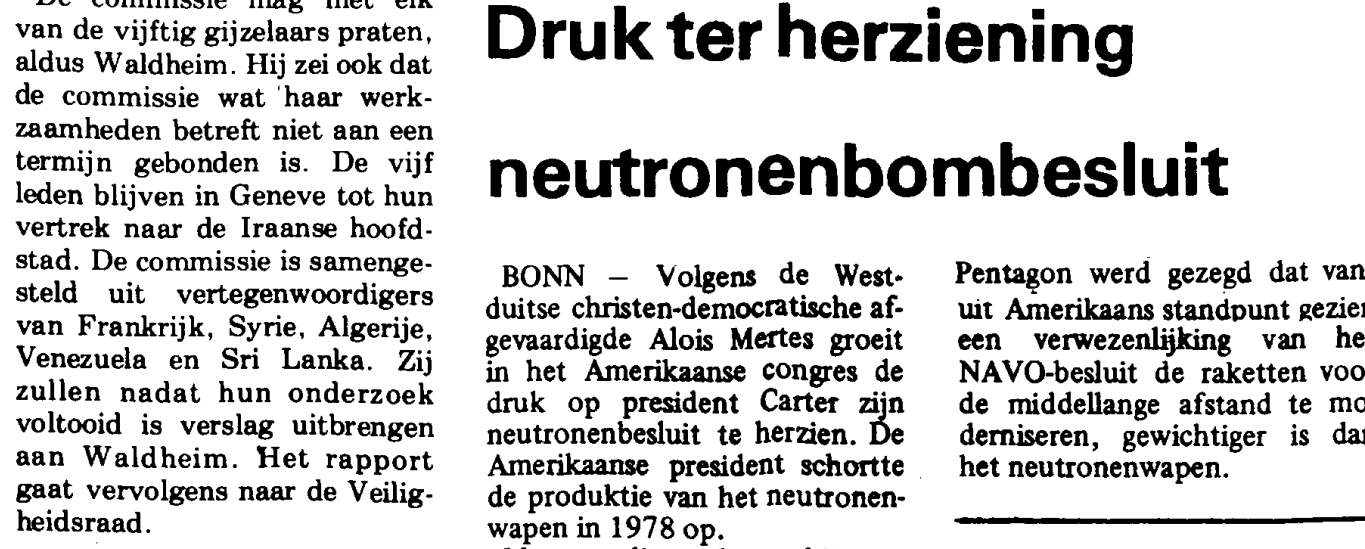 De commissie mag met elk
van de vijftig gijzelaars praten,
aldus Waldheim. Hij zei ook dat
de commissie wat haar werk-
zaamheden betreft niet aan een
termijn gebonden is. De vijf
leden blijven in Geneve tot hun
vertrek naar de Iraanse hoofd-
stad. De commissie is samenge-
steld uit vertegenwoordigers
van Frankrijk, Syrie, Algerije,
Venezuela en Sri Lanka. Zij
zullen nadat hun onderzoek
voltooid is verslag uitbrengen
aan Waldheim. Het rapport
gaat vervolgens naar de Veilig-
heidsraad.
Druk ter herziening
neutronenbombesluit
BONN — Volgens de West-
duitse christen-democratische af-
gevaardigde Alois Mertes groeit
in het Amerikaanse congres de
druk op president Carter zijn
neutronenbesluit te herzien. De
Amerikaanse president schortte
de produktie van het neutronen-
wapen in 1978 op.
Pentagon werd gezegd dat van-
uit Amerikaans standpunt gezien
een verwezenlijking van he
NAVO-besluit de raketten voo
de middellange afstand te mo
derniseren, gewichtiger is dan
het neutronenwapen.